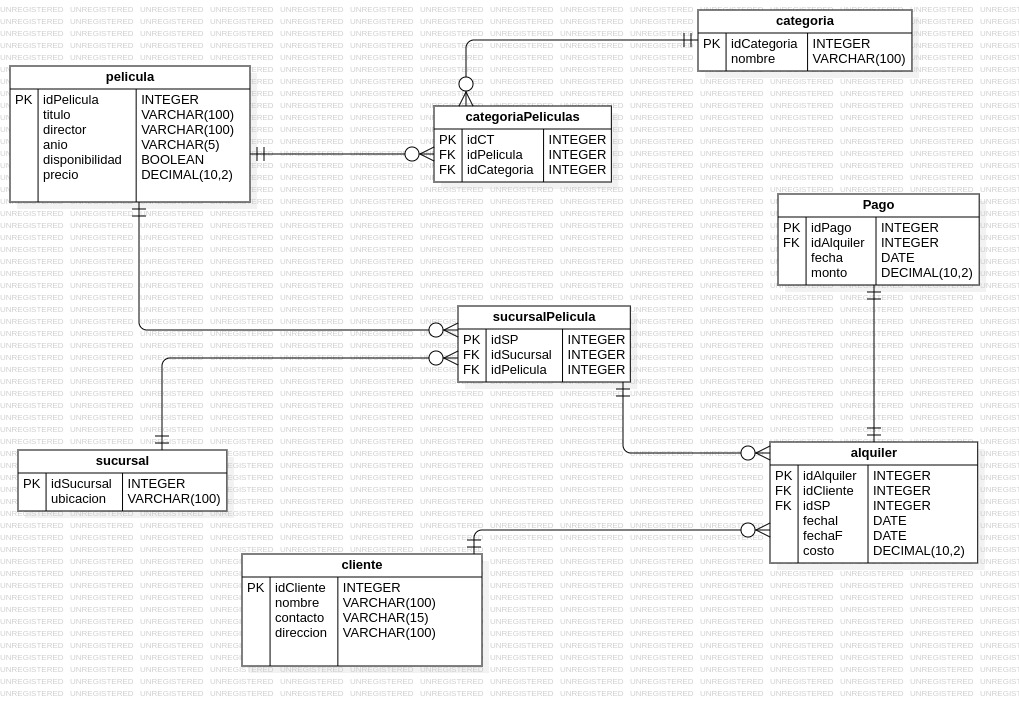 categoria
PK idCategoria INTEGER
nombre VARCHAR(100)
pelicula
PK idPelicula INTEGER
titulo VARCHAR(100)
director VARCHAR(100)
anio VARCHAR(5)
disponibilidad BOOLEAN
precio DECIMAL(10,2)
categoriaPeliculas
PK idCT INTEGER
FK idPelicula INTEGER
FK idCategoria INTEGER
Pago
PK idPago INTEGER
FK idAlquiler INTEGER
fecha DATE
monto DECIMAL(10,2)
sucursalPelicula
PK idSP INTEGER
FK idSucursal INTEGER
FK idPelicula INTEGER
sucursal
PK idSucursal INTEGER
ubicacion VARCHAR(100)
alquiler
PK idAlquiler INTEGER
FK idCliente INTEGER
FK idSP INTEGER
fechaI DATE
fechaF DATE
costo DECIMAL(10,2)
cliente
PK idCliente INTEGER
nombre VARCHAR(100)
contacto VARCHAR(15)
direccion VARCHAR(100)
UNREGISTERED